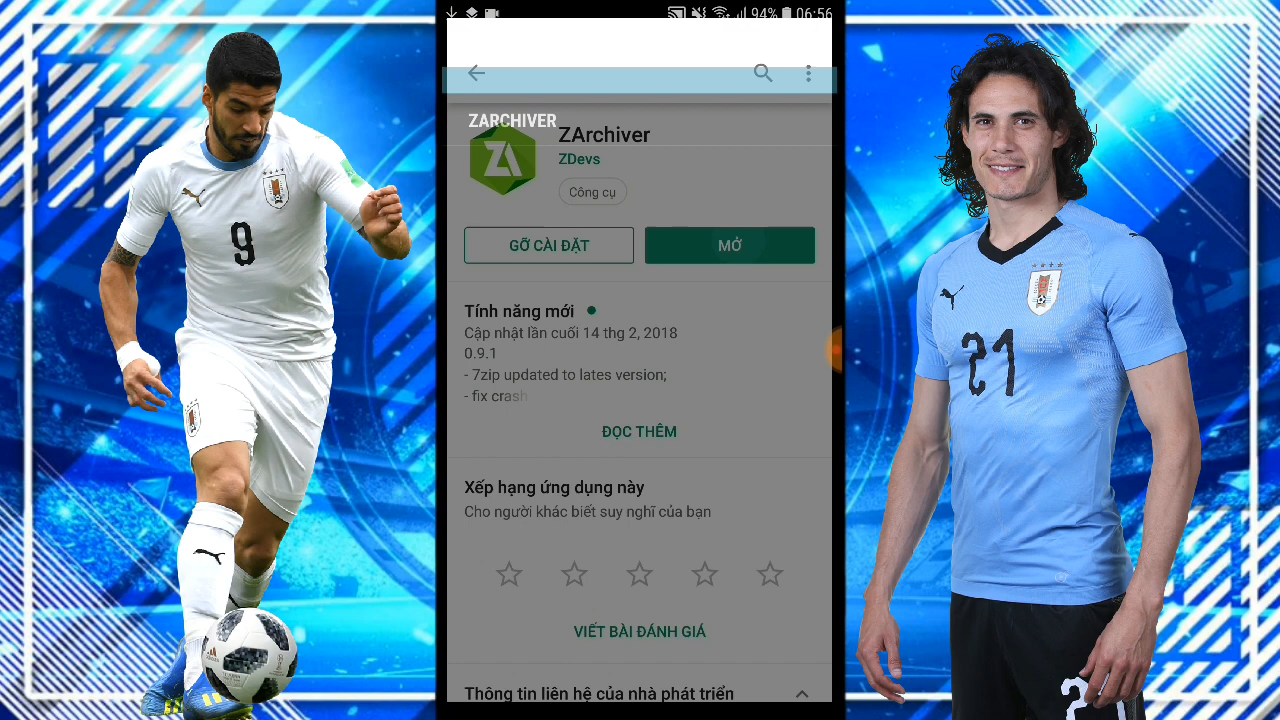 94% 06:56
ZARCHIVER
ZArchiver
ZDevs
Công cụ
GỠ CÀI ĐẶT
MỞ
Tính năng mới
Cập nhật lần cuối 14 thg 2, 2018
0.9.1
- 7zip updated to lates version;
- fix crash
ĐỌC THÊM
Xếp hạng ứng dụng này
Cho người khác biết suy nghĩ của bạn
VIẾT BÀI ĐÁNH GIÁ
Thông tin liên hệ của nhà phát triển
9
21
2